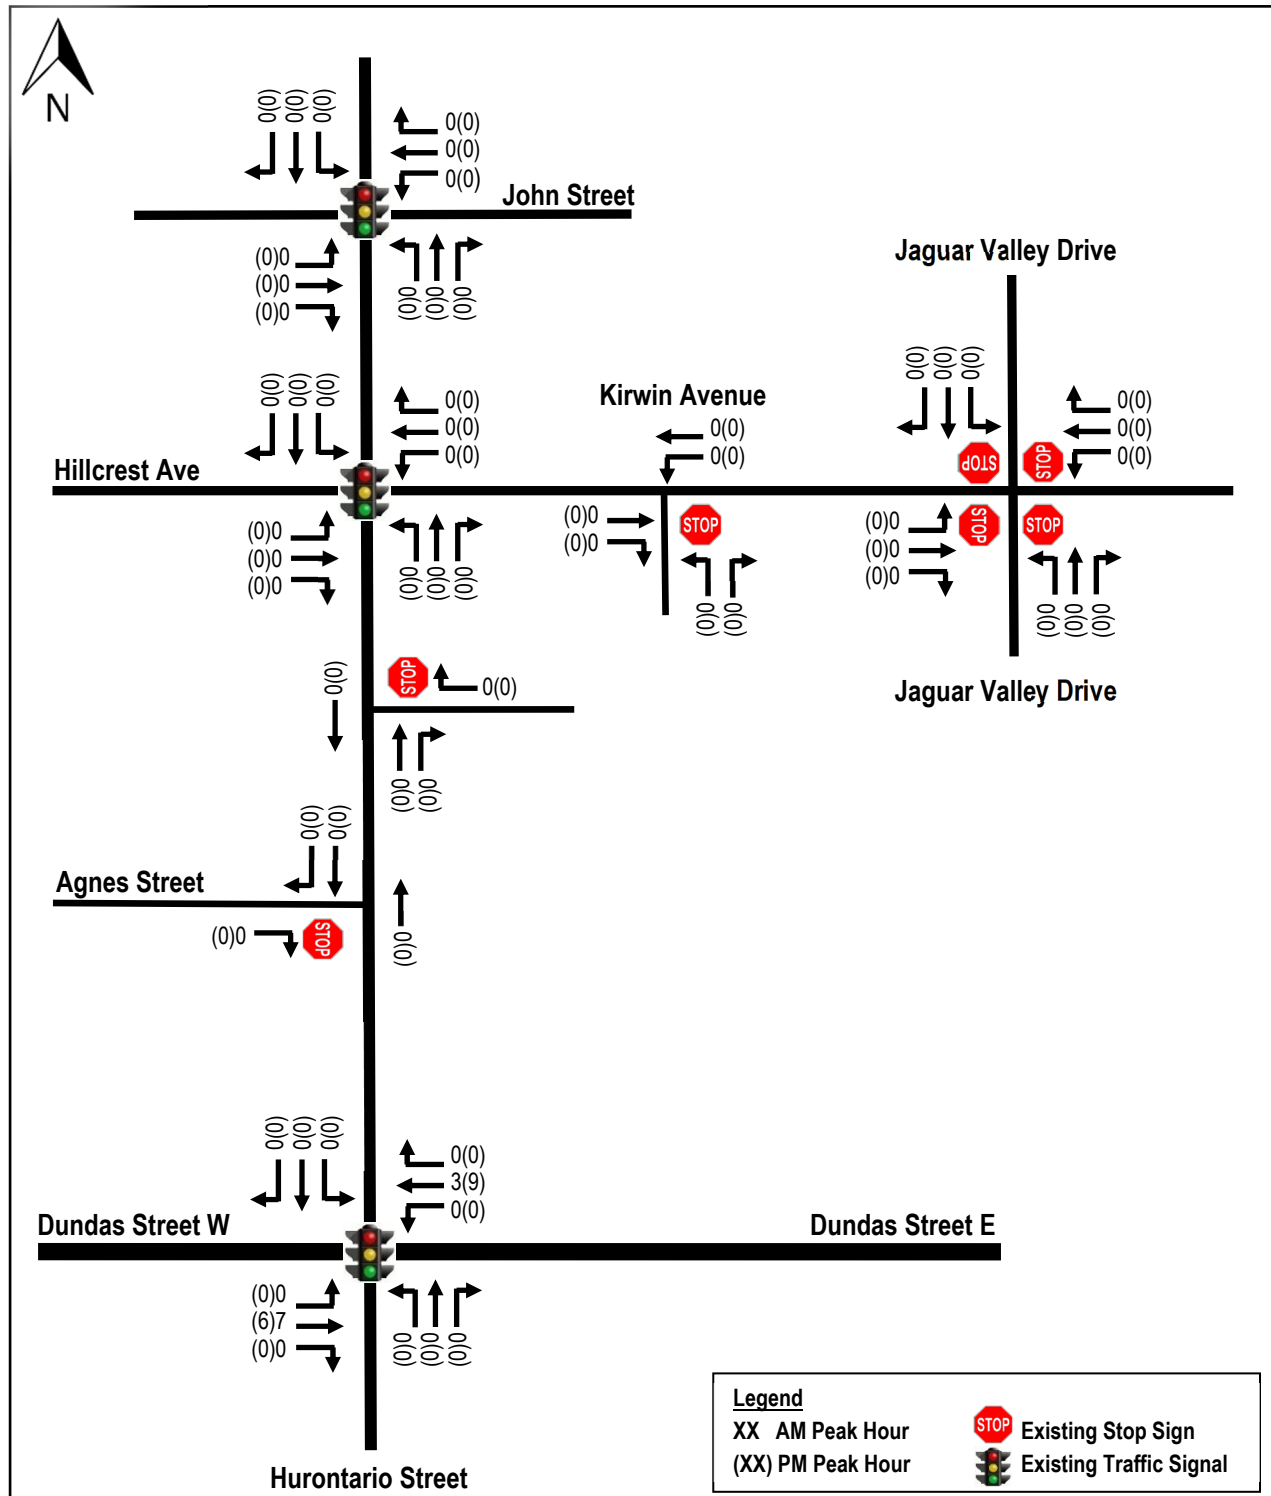 N
(0)0 (0)0 (0)0
0(0)
0(0)
0(0)
John Street
(0)0
(0)0
(0)0
(0)0 (0)0 (0)0
Jaguar Valley Drive
0(0) 0(0) 0(0)
0(0)
0(0)
0(0)
Kirwin Avenue
0(0)
0(0)
0(0) 0(0) 0(0)
0(0)
0(0)
0(0)
Hillcrest Ave
STOP
STOP
(0)0
(0)0
(0)0
(0)0 (0)0 (0)0
(0)0
(0)0
STOP
(0)0 (0)0
(0)0
(0)0
(0)0
STOP
STOP
(0)0 (0)0 (0)0
Jaguar Valley Drive
0(0)
STOP
0(0)
(0)0 (0)0
0(0) 0(0)
Agnes Street
(0)0
STOP
(0)0
0(0) 0(0) 0(0)
0(0)
3(9)
0(0)
Dundas Street W
Dundas Street E
(0)0
(6)7
(0)0
(0)0 (0)0 (0)0
Hurontario Street
Legend
XX AM Peak Hour
(XX) PM Peak Hour
STOP Existing Stop Sign
Existing Traffic Signal